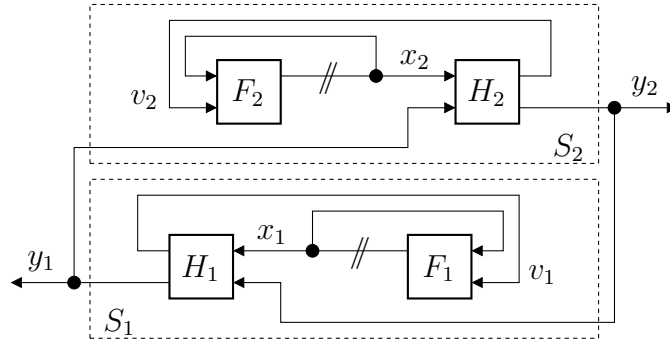 x₂ y₂
F₂ H₂
v₂
S₂
x₁
y₁ H₁ F₁ v₁
S₁